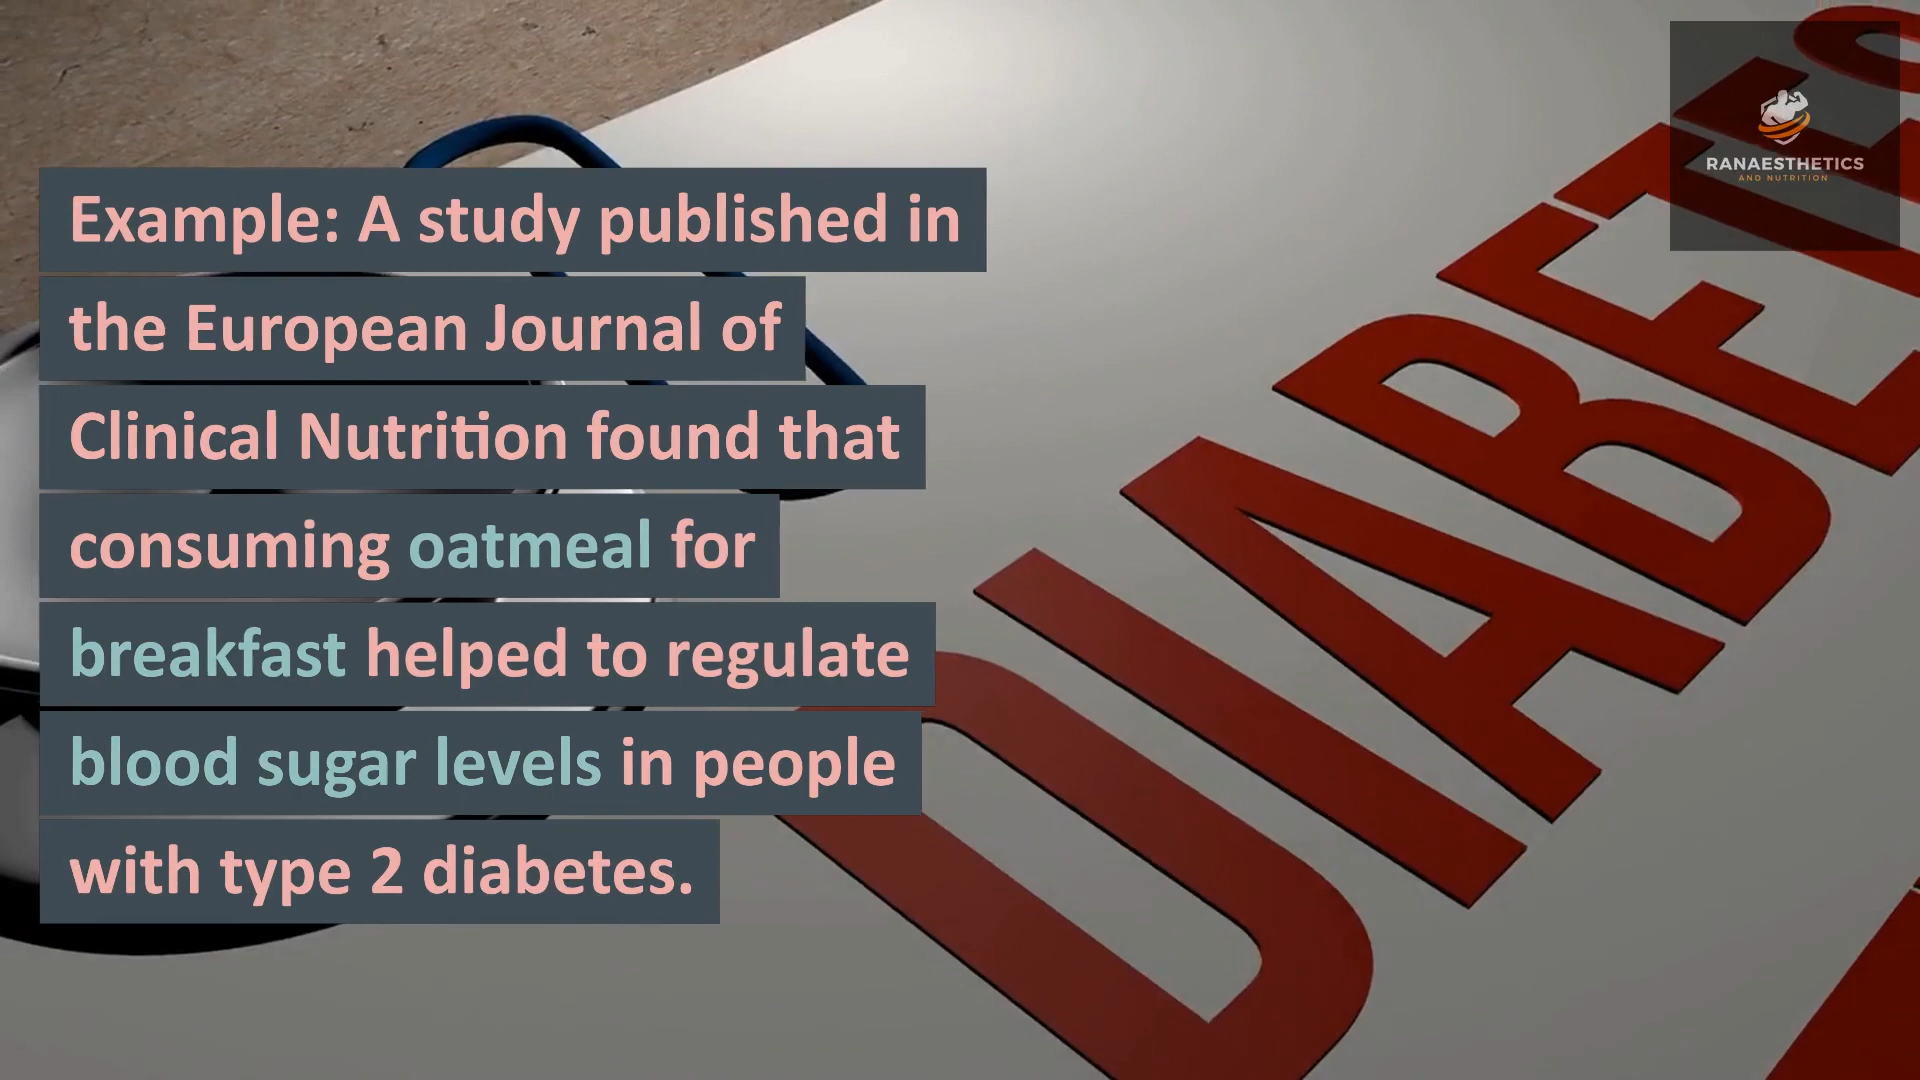 Example: A study published in
the European Journal of
Clinical Nutrition found that
consuming oatmeal for
breakfast helped to regulate
blood sugar levels in people
with type 2 diabetes.
RANAESTHETICS
AND NUTRITION
DIABETES